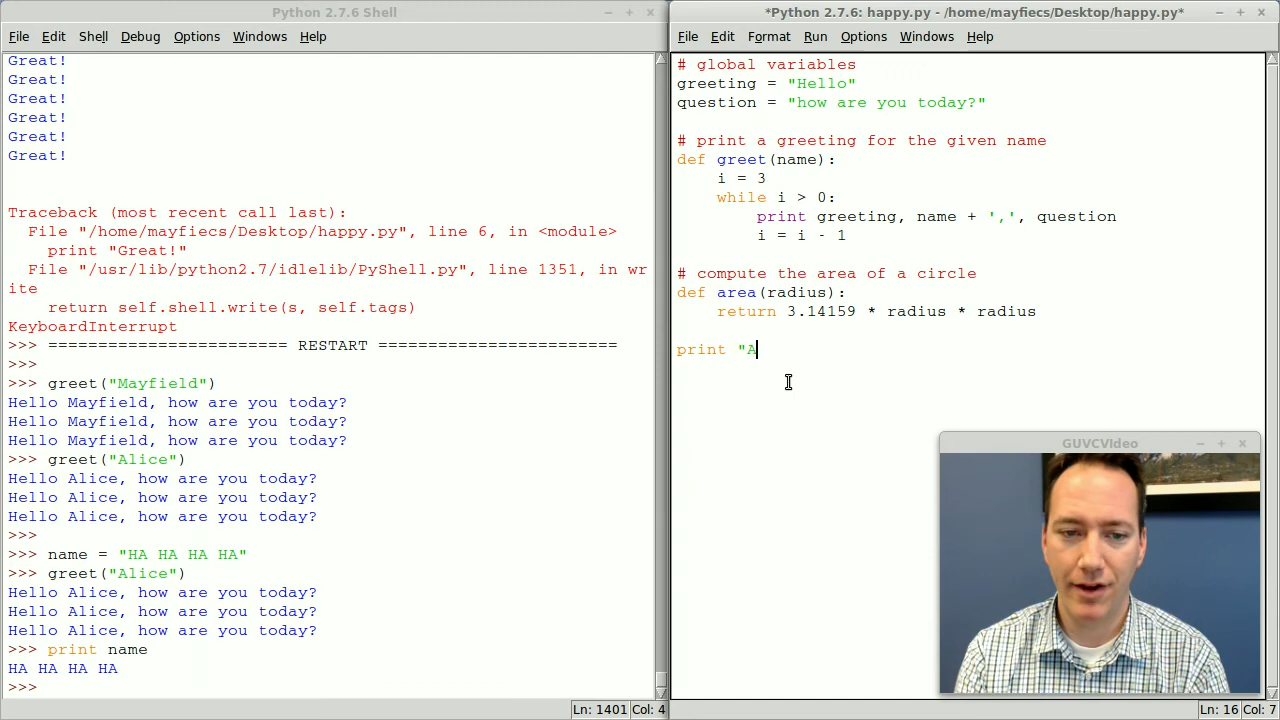 Python 2.7.6 Shell
File Edit Shell Debug Options Windows Help
Great!
Great!
Great!
Great!
Great!
Great!
Traceback (most recent call last):
  File "/home/mayfiecs/Desktop/happy.py", line 6, in <module>
    print "Great!"
  File "/usr/lib/python2.7/idlelib/PyShell.py", line 1351, in wr
ite
    return self.shell.write(s, self.tags)
KeyboardInterrupt
>>> ======================== RESTART ========================
>>>
>>> greet("Mayfield")
Hello Mayfield, how are you today?
Hello Mayfield, how are you today?
Hello Mayfield, how are you today?
>>> greet("Alice")
Hello Alice, how are you today?
Hello Alice, how are you today?
Hello Alice, how are you today?
>>>
>>> name = "HA HA HA HA"
>>> greet("Alice")
Hello Alice, how are you today?
Hello Alice, how are you today?
Hello Alice, how are you today?
>>> print name
HA HA HA HA
>>>
Ln: 1401 Col: 4
*Python 2.7.6: happy.py - /home/mayfiecs/Desktop/happy.py*
File Edit Format Run Options Windows Help
# global variables
greeting = "Hello"
question = "how are you today?"
# print a greeting for the given name
def greet(name):
    i = 3
    while i > 0:
        print greeting, name + ',', question
        i = i - 1
# compute the area of a circle
def area(radius):
    return 3.14159 * radius * radius
print "A
GUVCVideo
Ln: 16 Col: 7